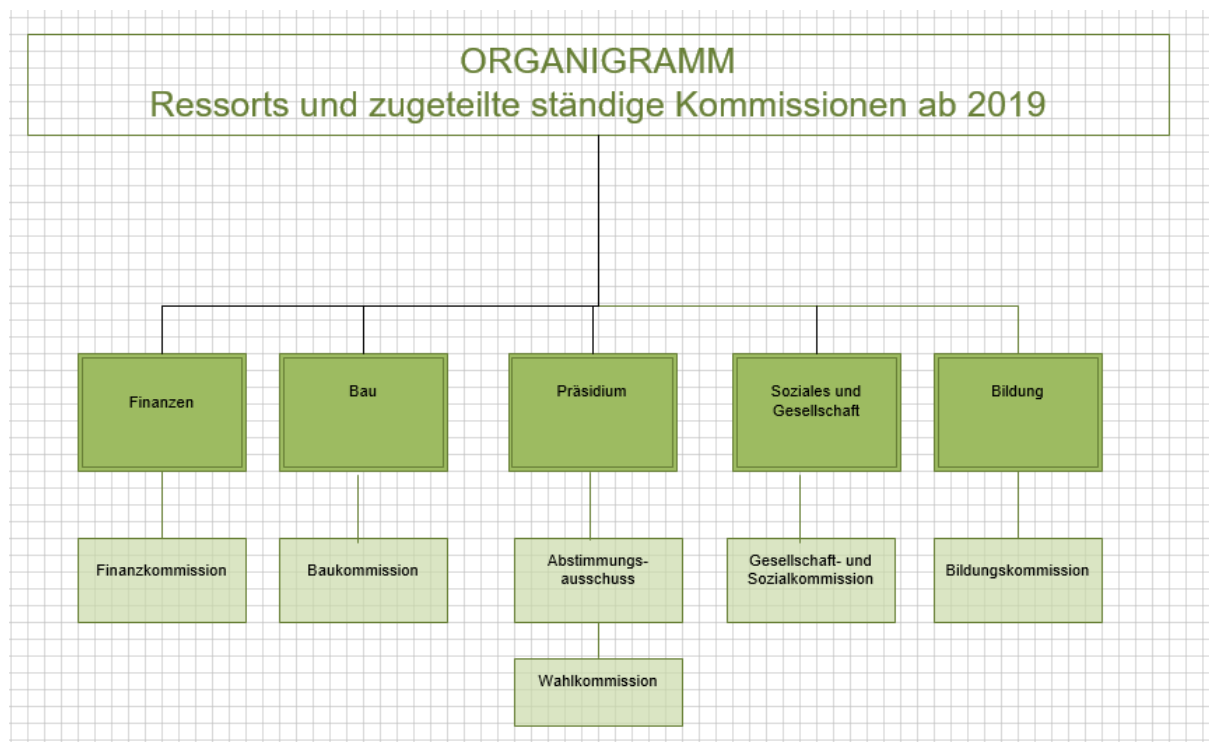 ORGANIGRAMM
Ressorts und zugeteilte ständige Kommissionen ab 2019
Finanzen
Bau
Präsidium
Soziales und
Gesellschaft
Bildung
Finanzkommission
Baukommission
Abstimmungs-
ausschuss
Gesellschaft- und
Sozialkommission
Bildungskommission
Wahlkommission